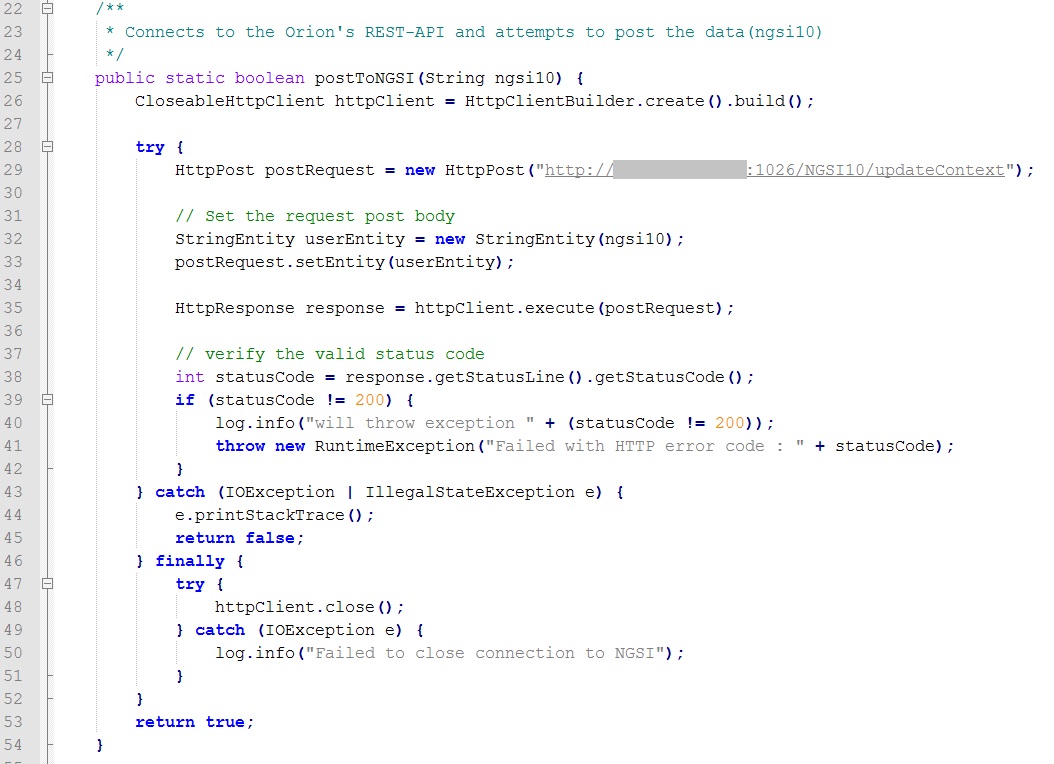 22 /**
23 * Connects to the Orion's REST-API and attempts to post the data(ngsi10)
24 */
25 public static boolean postToNGSI(String ngsi10) {
26 CloseableHttpClient httpClient = HttpClientBuilder.create().build();
27
28 try {
29 HttpPost postRequest = new HttpPost("http:// :1026/NGSI10/updateContext");
30
31 // Set the request post body
32 StringEntity userEntity = new StringEntity(ngsi10);
33 postRequest.setEntity(userEntity);
34
35 HttpResponse response = httpClient.execute(postRequest);
36
37 // verify the valid status code
38 int statusCode = response.getStatusLine().getStatusCode();
39 if (statusCode != 200) {
40 log.info("will throw exception " + (statusCode != 200));
41 throw new RuntimeException("Failed with HTTP error code : " + statusCode);
42 }
43 } catch (IOException | IllegalStateException e) {
44 e.printStackTrace();
45 return false;
46 } finally {
47 try {
48 httpClient.close();
49 } catch (IOException e) {
50 log.info("Failed to close connection to NGSI");
51 }
52 }
53 return true;
54 }